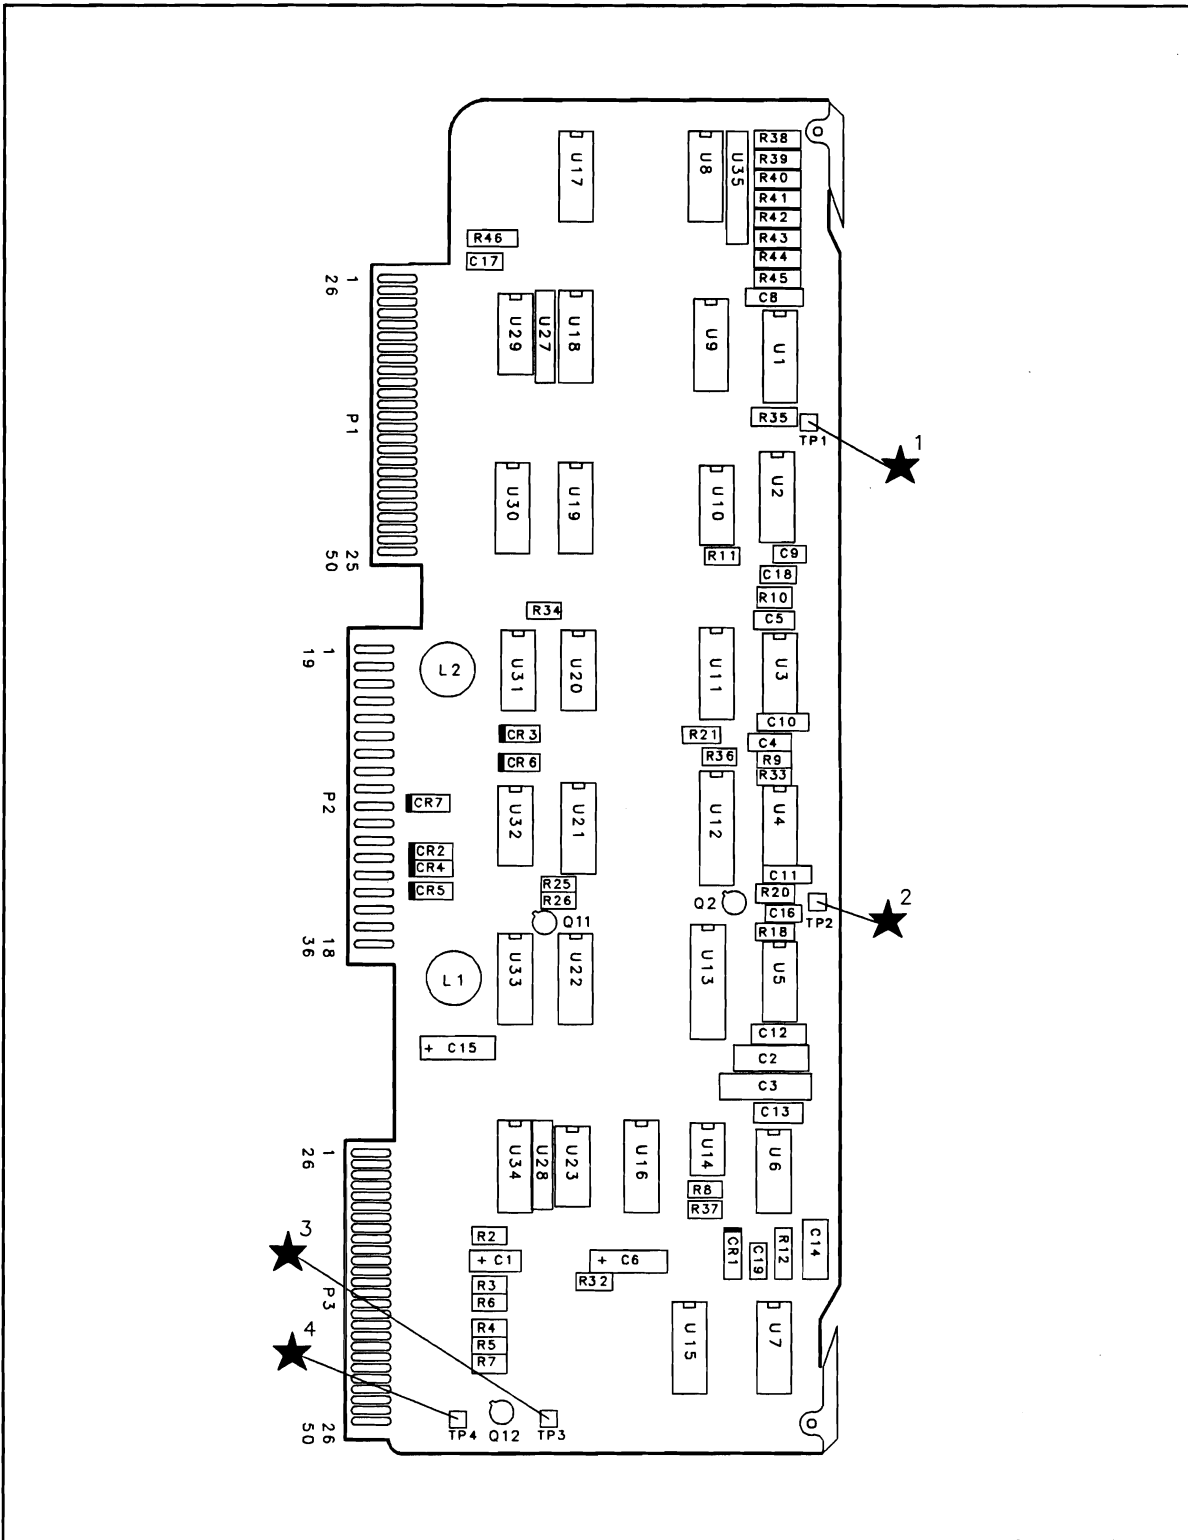 R38
U17
U8
U35
R39
R40
R41
R42
R43
R46
R44
C17
R45
1
26
C8
U29
U27
U18
U9
U1
P1
R35
TP1
1
U30
U19
U10
U2
25
50
R11
C9
C18
R10
R34
C5
1
19
L2
U31
U20
U11
U3
C10
CR3
R21
C4
R36
R9
CR6
R33
P2
CR7
U32
U21
U12
U4
CR2
CR4
C11
R25
CR5
R20
R26
Q2
2
C16
Q11
TP2
R18
18
36
L1
U33
U22
U13
U5
C12
+ C15
C2
C3
C13
1
26
U34
U28
U23
U16
U14
U6
R8
R37
3
R2
CR1
C19
R12
C14
+ C1
+ C6
R32
R3
P3
R6
4
R4
R5
R7
U15
U7
26
50
TP4
Q12
TP3